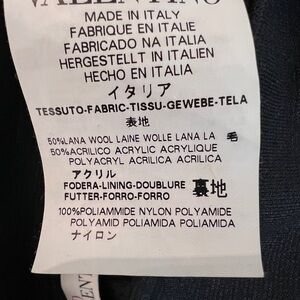 VALENTINO
MADE IN ITALY
FABRIQUE EN ITALIE
FABRICADO NA ITALIA
HERGESTELLT IN ITALIEN
HECHO EN ITALIA
イタリア
TESSUTO-FABRIC-TISSU-GEWEBE-TELA
表地
50%LANA WOOL LAINE WOLLE LANA LA 毛
50%ACRILICO ACRYLIC ACRYLIQUE
POLYACRYL ACRILICA ACRILICA
アクリル
FODERA-LINING-DOUBLURE 裏地
FUTTER-FORRO-FORRO
100%POLIAMMIDE NYLON POLYAMIDE
POLYAMID POLIAMIDA POLIAMIDA
ナイロン